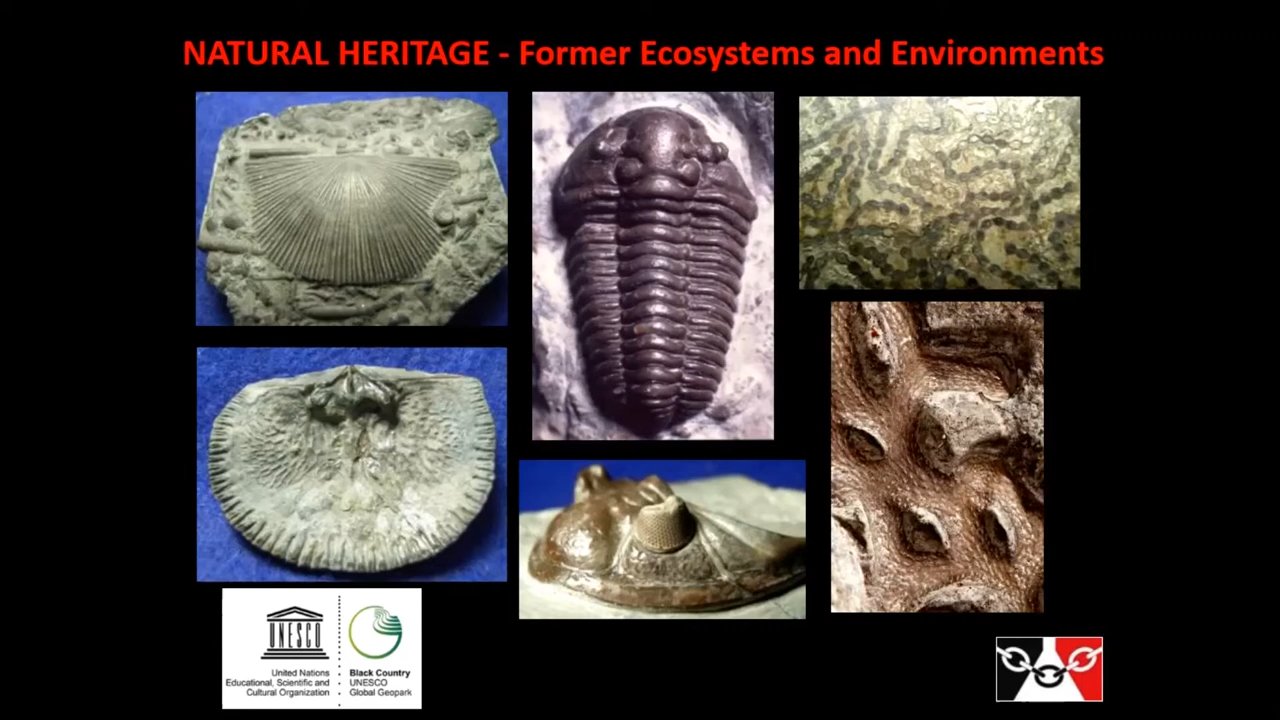 NATURAL HERITAGE - Former Ecosystems and Environments
UNESCO
United Nations
Educational, Scientific and
Cultural Organization
Black Country
UNESCO
Global Geopark